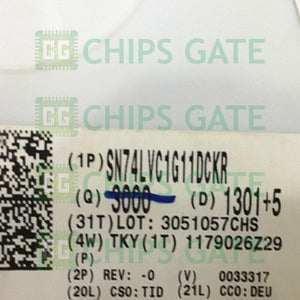 CHIPS GATE
(1P) SN74LVC1G11DCKR
(Q) 3000 (D) 1301+5
(31T) LOT: 3051057CHS
(4W) TKY (1T) 1179026Z29
(P)
(2P) REV: -0 (V) 0033317
(20L) CSO: TID (21L) CCO: DEU
CHIPS GATE
CHIPS GATE